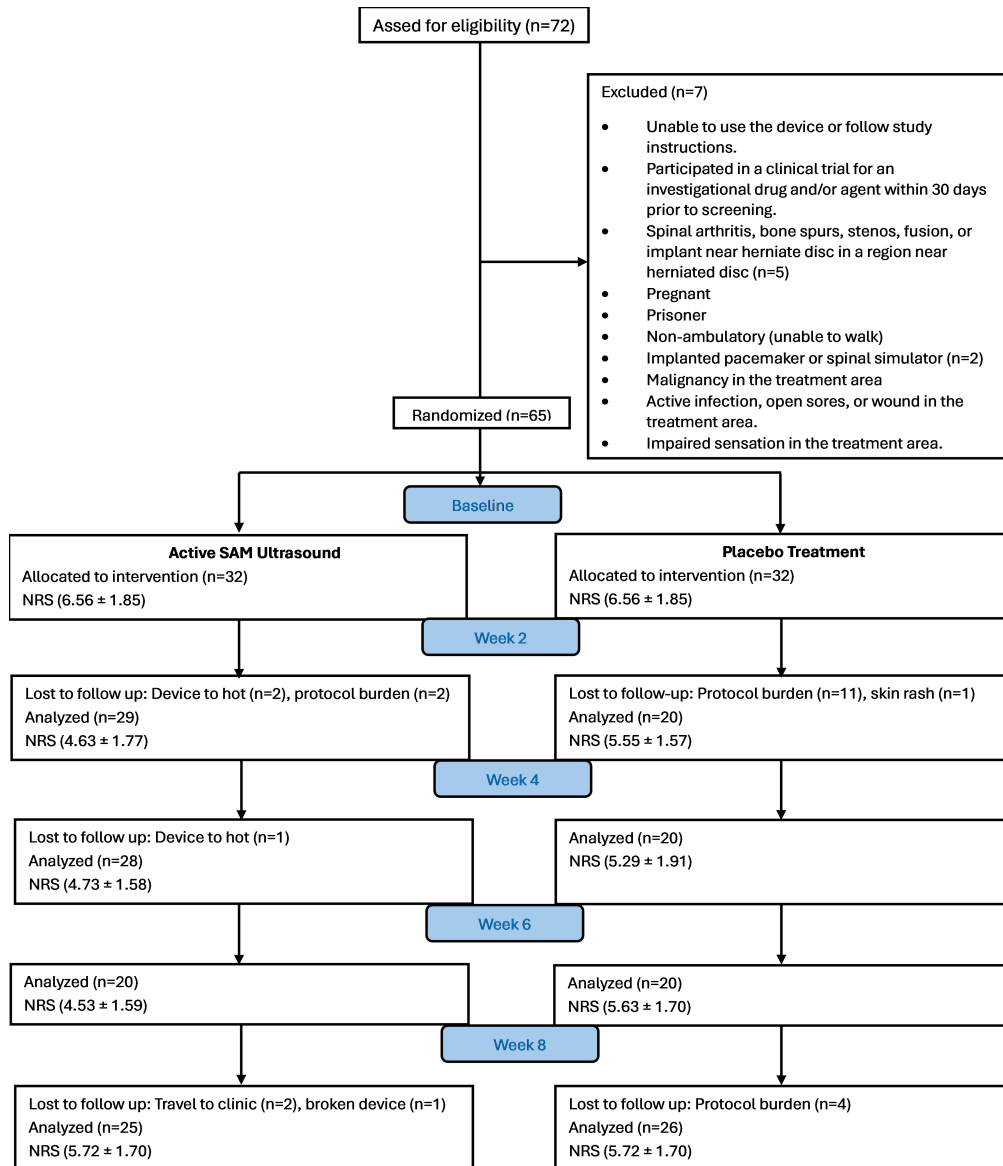 Assed for eligibility (n=72)
Excluded (n=7)
• Unable to use the device or follow study
instructions.
• Participated in a clinical trial for an
investigational drug and/or agent within 30 days
prior to screening.
• Spinal arthritis, bone spurs, stenos, fusion, or
implant near herniate disc in a region near
herniated disc (n=5)
• Pregnant
• Prisoner
• Non-ambulatory (unable to walk)
• Implanted pacemaker or spinal simulator (n=2)
• Malignancy in the treatment area
• Active infection, open sores, or wound in the
treatment area.
• Impaired sensation in the treatment area.
Randomized (n=65)
Baseline
Active SAM Ultrasound
Allocated to intervention (n=32)
NRS (6.56 ± 1.85)
Placebo Treatment
Allocated to intervention (n=32)
NRS (6.56 ± 1.85)
Week 2
Lost to follow up: Device to hot (n=2), protocol burden (n=2)
Analyzed (n=29)
NRS (4.63 ± 1.77)
Lost to follow-up: Protocol burden (n=11), skin rash (n=1)
Analyzed (n=20)
NRS (5.55 ± 1.57)
Week 4
Lost to follow up: Device to hot (n=1)
Analyzed (n=28)
NRS (4.73 ± 1.58)
Analyzed (n=20)
NRS (5.29 ± 1.91)
Week 6
Analyzed (n=20)
NRS (4.53 ± 1.59)
Analyzed (n=20)
NRS (5.63 ± 1.70)
Week 8
Lost to follow up: Travel to clinic (n=2), broken device (n=1)
Analyzed (n=25)
NRS (5.72 ± 1.70)
Lost to follow up: Protocol burden (n=4)
Analyzed (n=26)
NRS (5.72 ± 1.70)